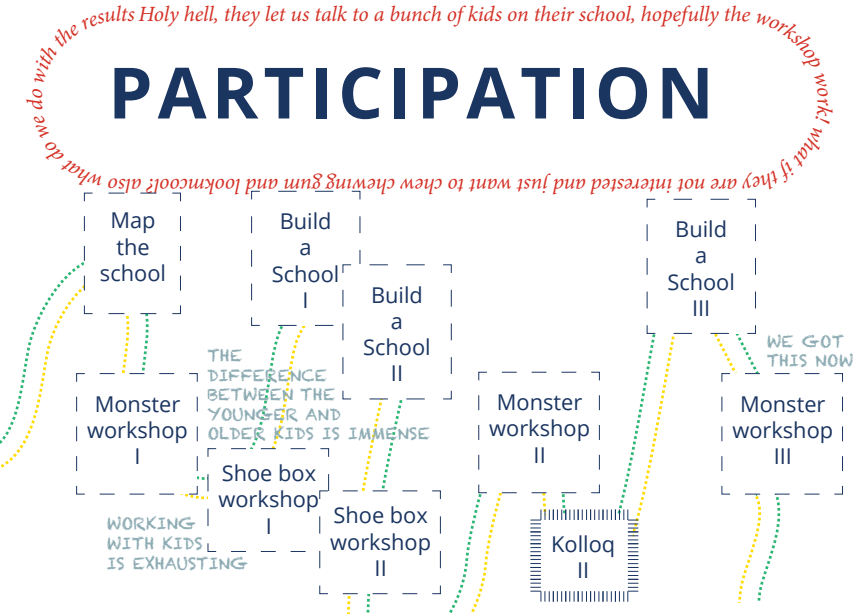 Holy hell, they let us talk to a bunch of kids on their school, hopefully the workshop work! what if they are not interested and just want to chew chewing gum and lookmcool? also what do we do with the results
PARTICIPATION
Map
the
school
Build
a
School
I
Build
a
School
II
Build
a
School
III
WE GOT
THIS NOW
THE
DIFFERENCE
BETWEEN THE
YOUNGER AND
OLDER KIDS IS IMMENSE
Monster
workshop
I
Monster
workshop
II
Monster
workshop
III
Shoe box
workshop
I
Shoe box
workshop
II
WORKING
WITH KIDS
IS EXHAUSTING
Kolloq
II